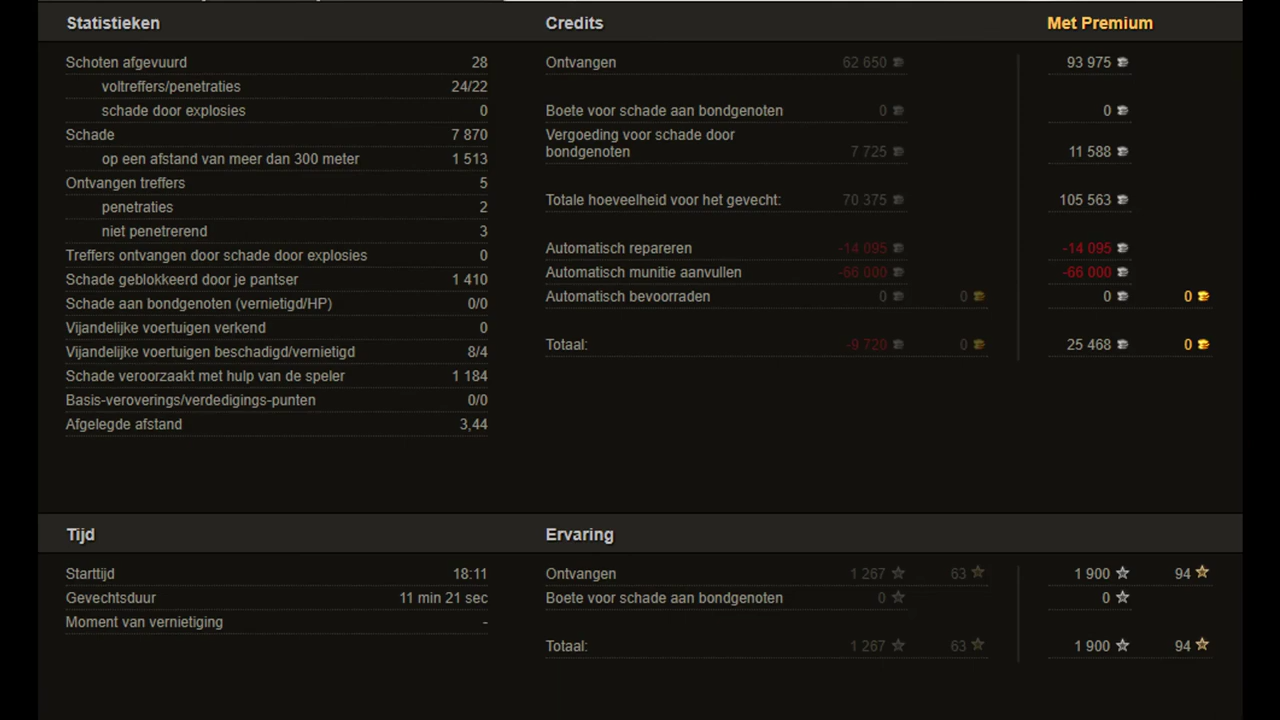 Statistieken
Schoten afgevuurd 28
voltreffers/penetraties 24/22
schade door explosies 0
Schade 7 870
op een afstand van meer dan 300 meter 1 513
Ontvangen treffers 5
penetraties 2
niet penetrerend 3
Treffers ontvangen door schade door explosies 0
Schade geblokkeerd door je pantser 1 410
Schade aan bondgenoten (vernietigd/HP) 0/0
Vijandelijke voertuigen verkend 0
Vijandelijke voertuigen beschadigd/vernietigd 8/4
Schade veroorzaakt met hulp van de speler 1 184
Basis-veroverings/verdedigings-punten 0/0
Afgelegde afstand 3,44
Credits Met Premium
Ontvangen 62 650 93 975
Boete voor schade aan bondgenoten 0 0
Vergoeding voor schade door
bondgenoten 7 725 11 588
Totale hoeveelheid voor het gevecht: 70 375 105 563
Automatisch repareren -14 095 -14 095
Automatisch munitie aanvullen -66 000 -66 000
Automatisch bevoorraden 0 0 0 0
Totaal: -9 720 0 25 468 0
Tijd
Starttijd 18:11
Gevechtsduur 11 min 21 sec
Moment van vernietiging -
Ervaring
Ontvangen 1 267 63 1 900 94
Boete voor schade aan bondgenoten 0 0
Totaal: 1 267 63 1 900 94